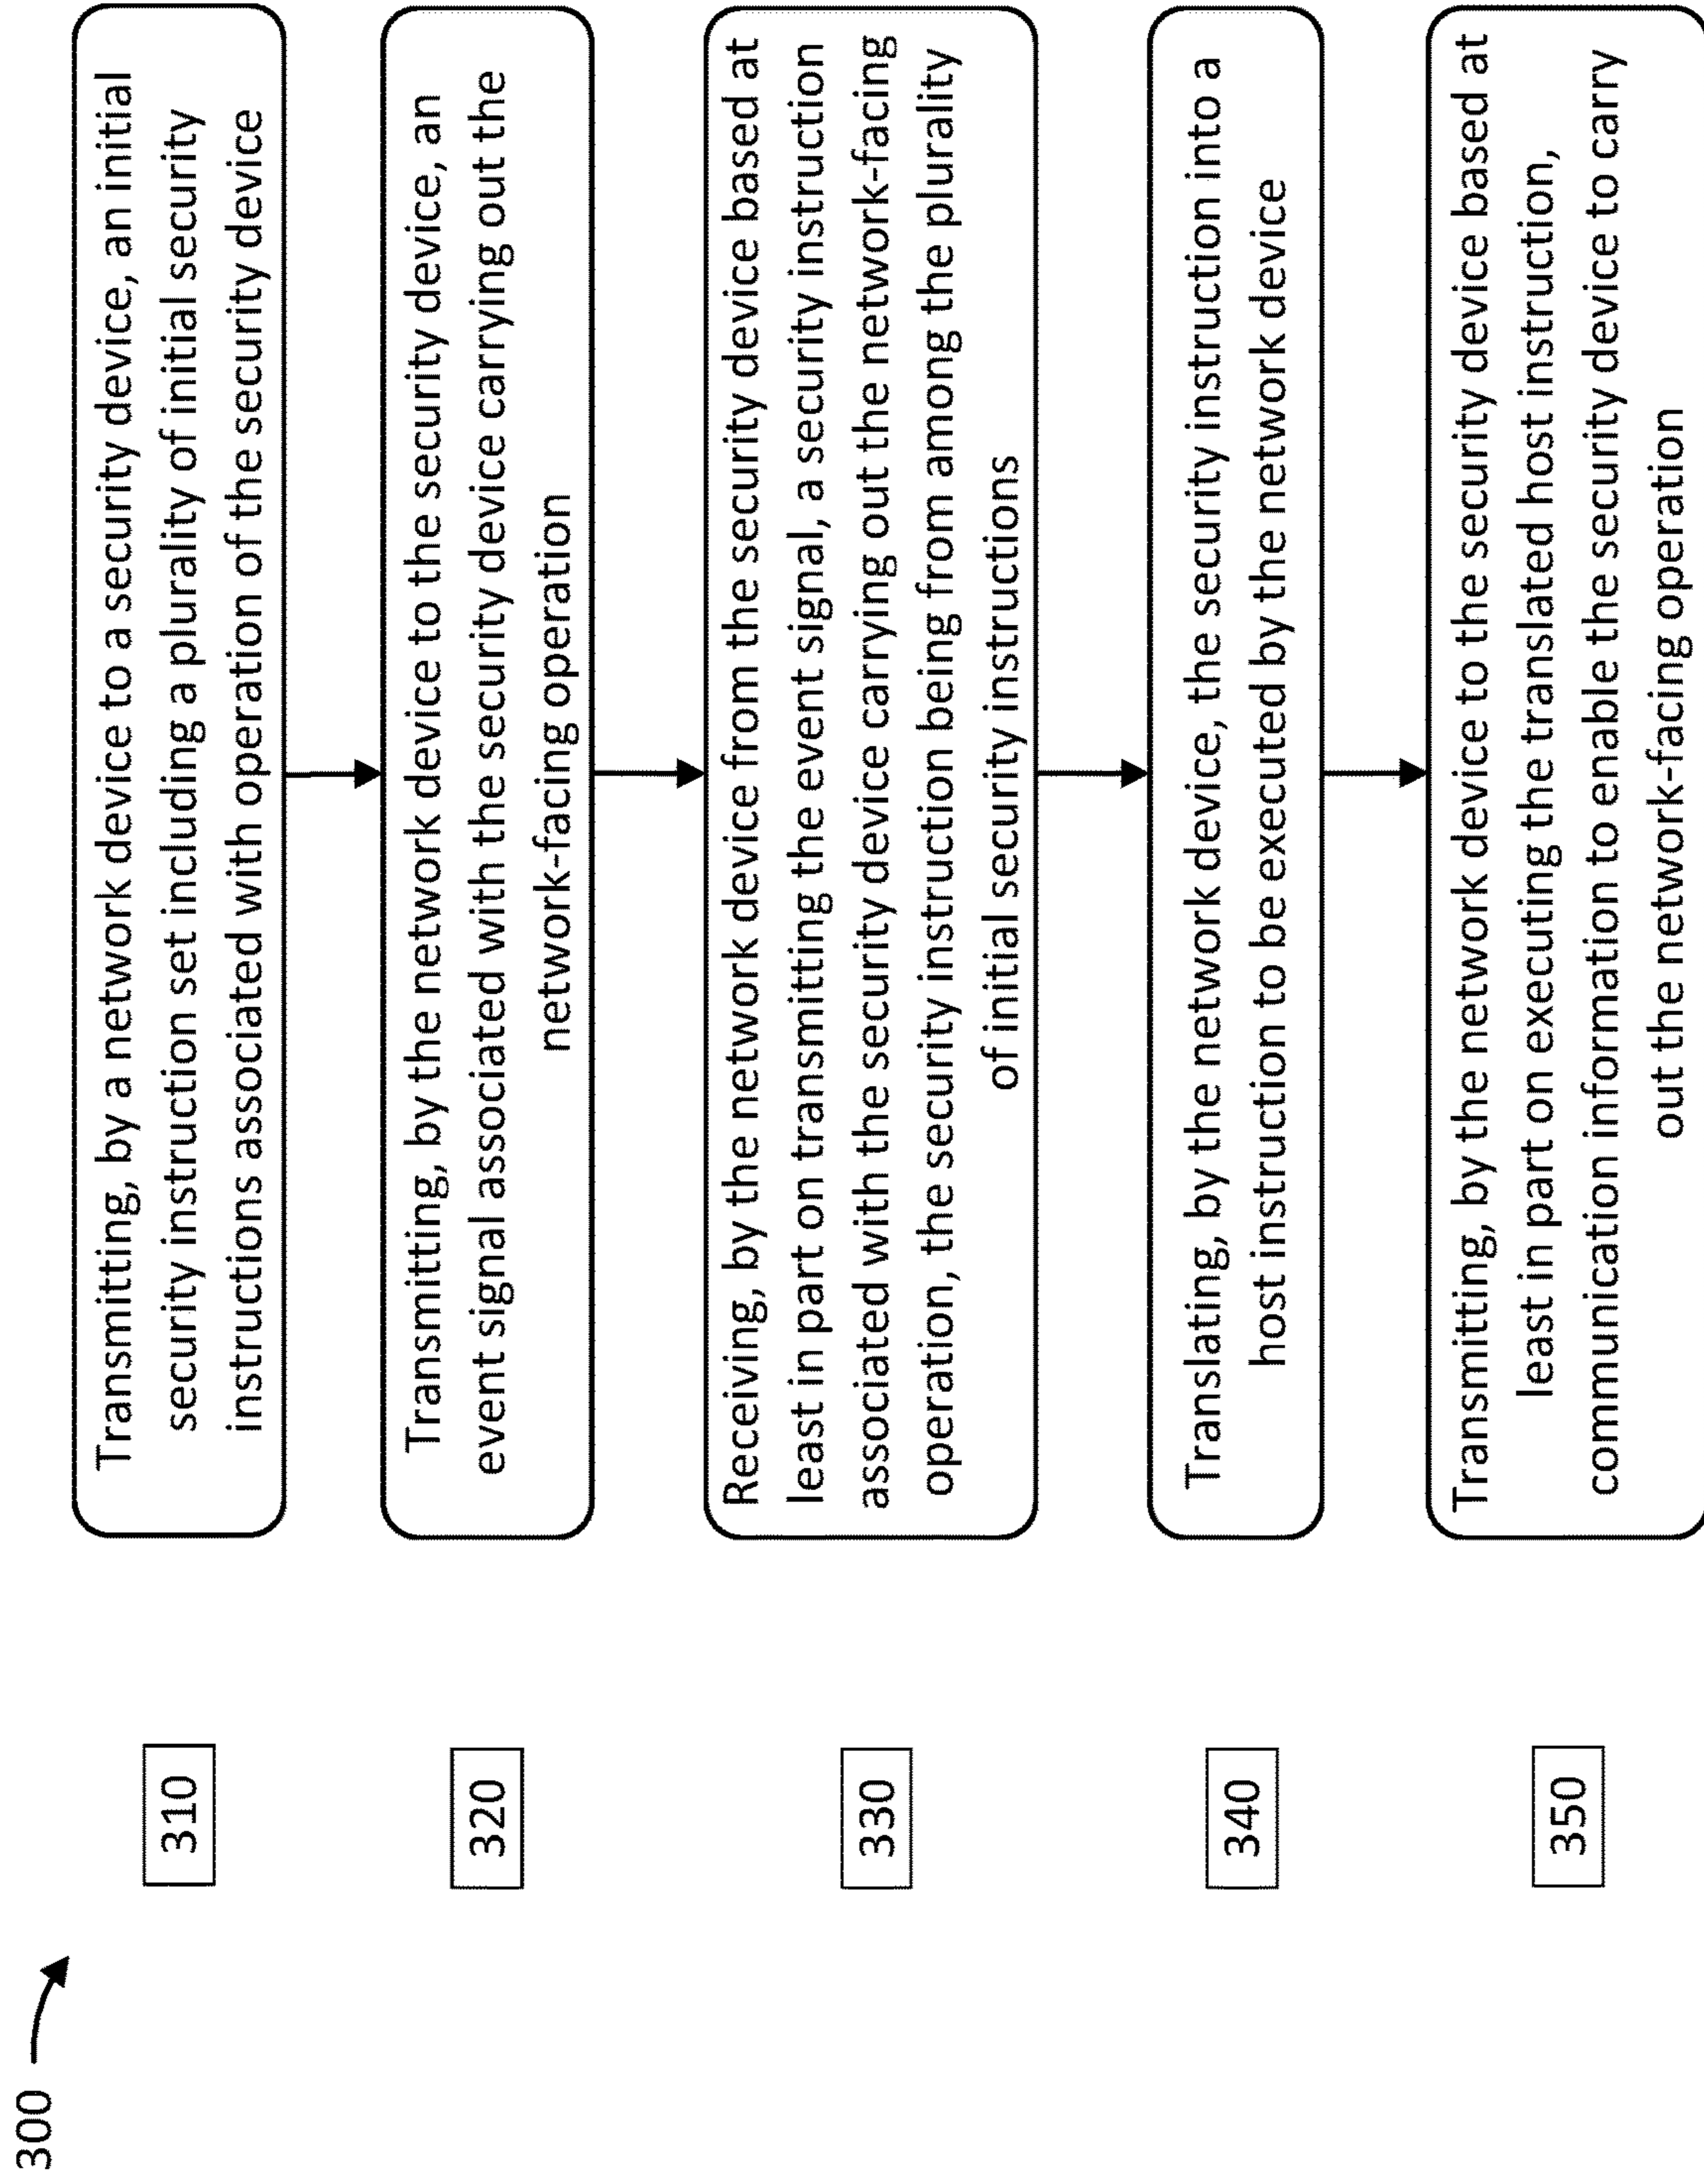 300
310
Transmitting, by a network device to a security device, an initial
security instruction set including a plurality of initial security
instructions associated with operation of the security device
320
Transmitting, by the network device to the security device, an
event signal associated with the security device carrying out the
network-facing operation
330
Receiving, by the network device from the security device based at
least in part on transmitting the event signal, a security instruction
associated with the security device carrying out the network-facing
operation, the security instruction being from among the plurality
of initial security instructions
340
Translating, by the network device, the security instruction into a
host instruction to be executed by the network device
350
Transmitting, by the network device to the security device based at
least in part on executing the translated host instruction,
communication information to enable the security device to carry
out the network-facing operation